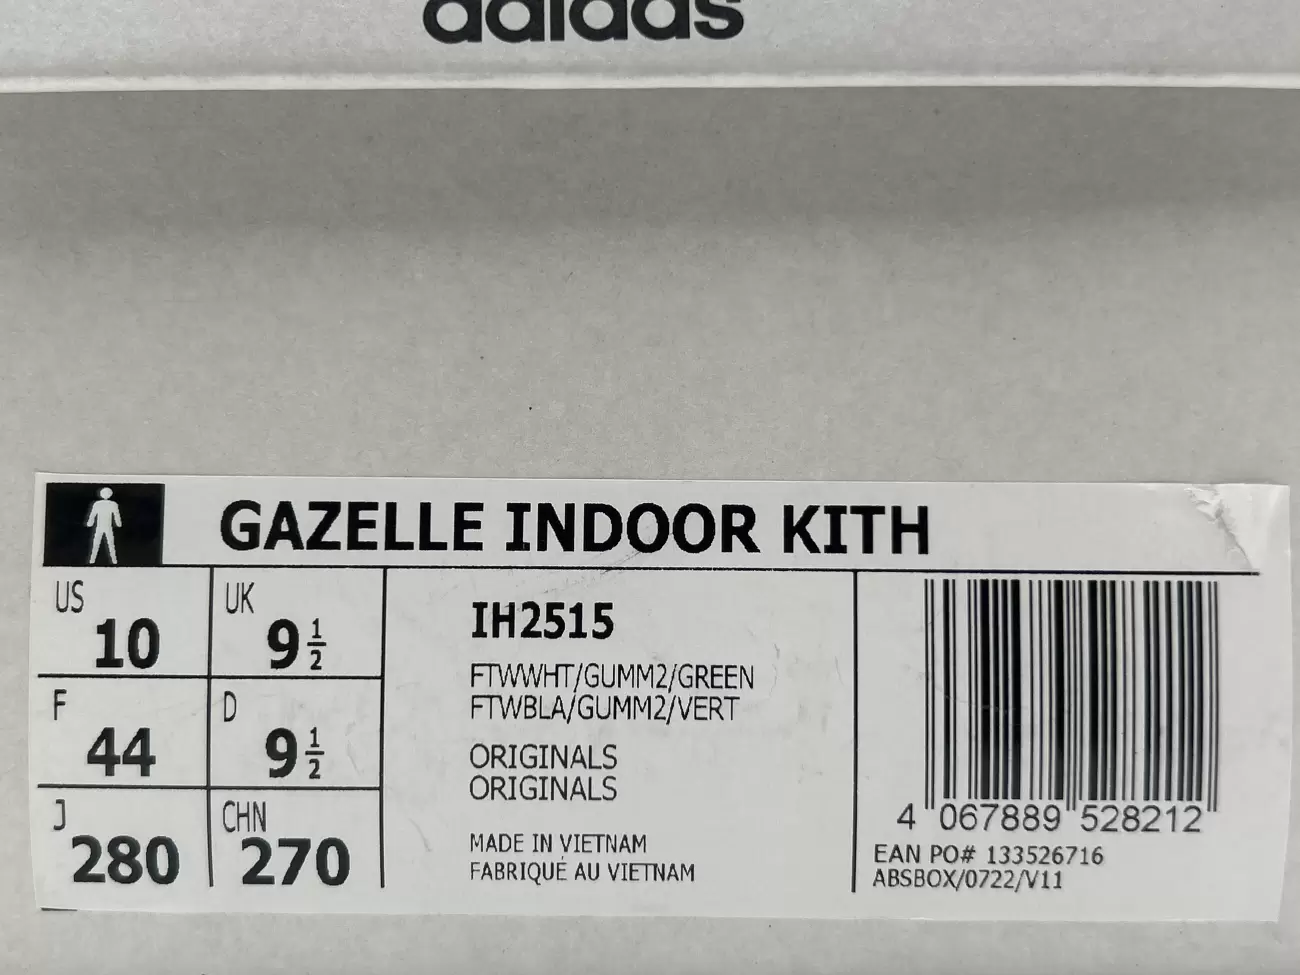 adidas
GAZELLE INDOOR KITH
US 10
UK 9 1/2
F 44
D 9 1/2
J 280
CHN 270
IH2515
FTWWHT/GUMM2/GREEN
FTWBLA/GUMM2/VERT
ORIGINALS
ORIGINALS
MADE IN VIETNAM
FABRIQUÉ AU VIETNAM
4 067889 528212
EAN PO# 133526716
ABSBOX/0722/V11